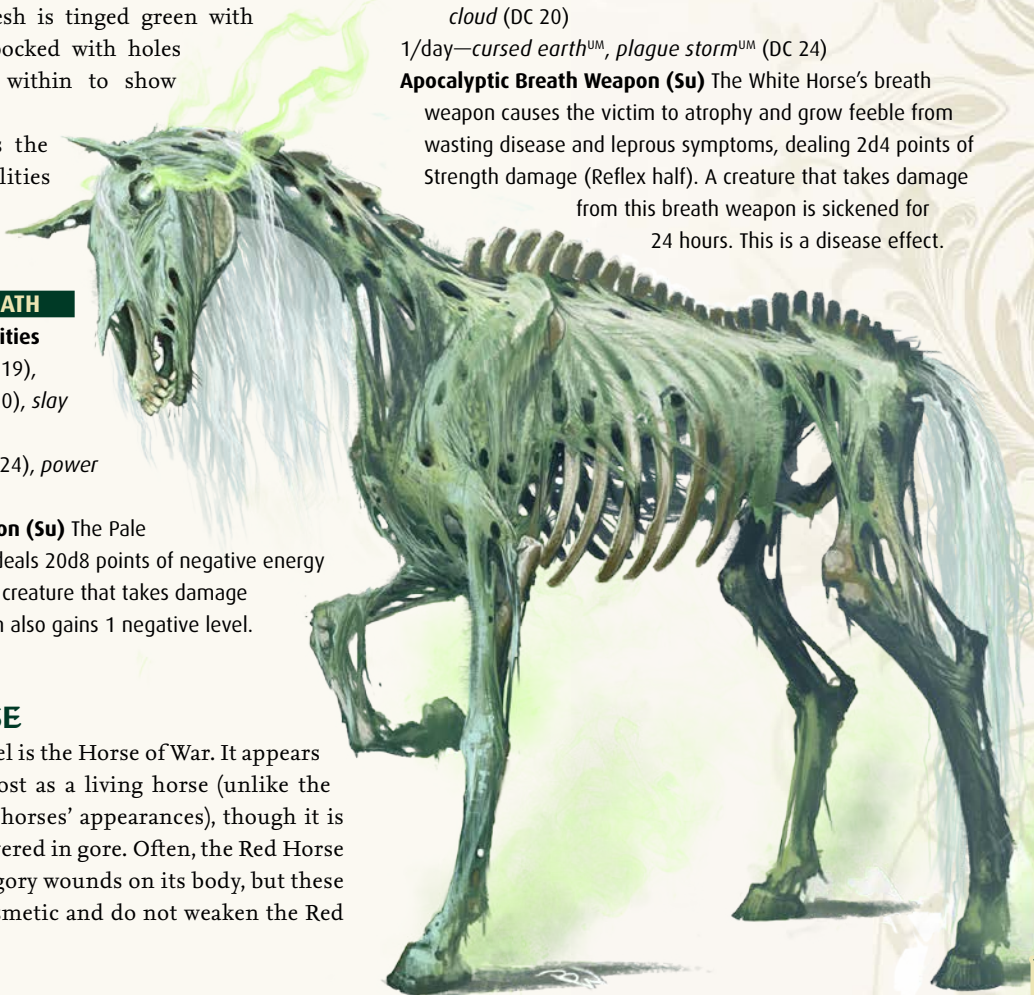 esh is tinged green with
ocked with holes
within to show
s the
lities
ATH
ities
19),
0), slay
24), power
on (Su) The Pale
deals 20d8 points of negative energy
creature that takes damage
n also gains 1 negative level.
SE
el is the Horse of War. It appears
ost as a living horse (unlike the
horses' appearances), though it is
vered in gore. Often, the Red Horse
gory wounds on its body, but these
smetic and do not weaken the Red
cloud (DC 20)
1/day—cursed earthᵁᴹ, plague stormᵁᴹ (DC 24)
Apocalyptic Breath Weapon (Su) The White Horse's breath
weapon causes the victim to atrophy and grow feeble from
wasting disease and leprous symptoms, dealing 2d4 points of
Strength damage (Reflex half). A creature that takes damage
from this breath weapon is sickened for
24 hours. This is a disease effect.